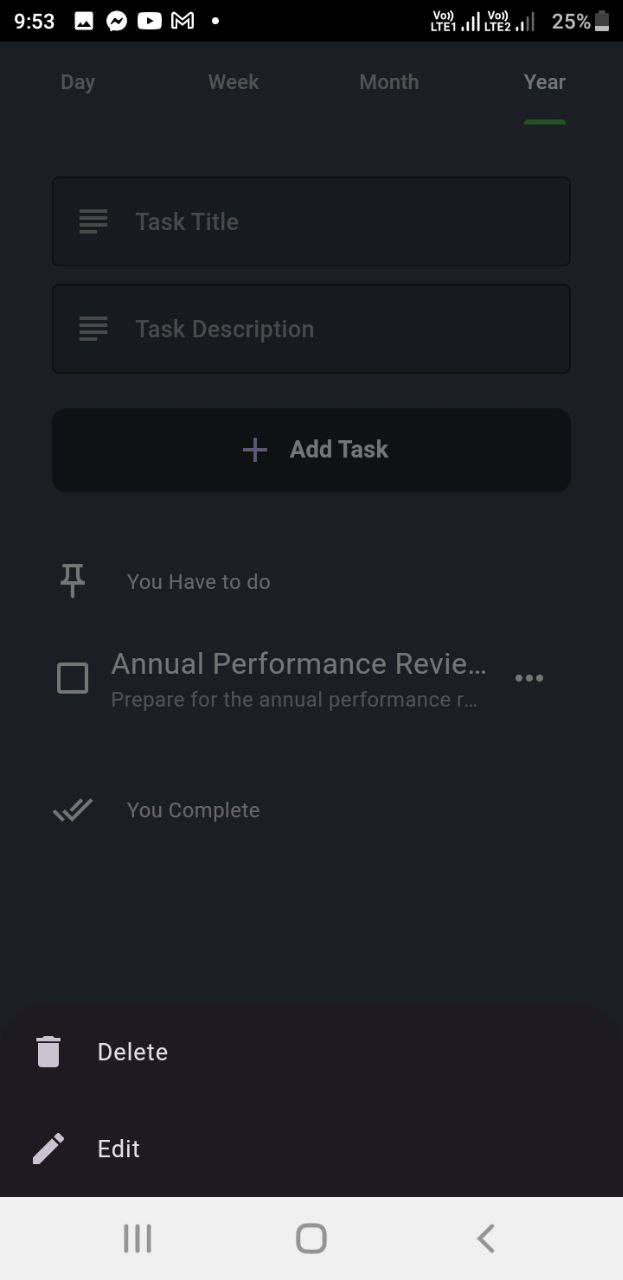 9:53 Vo)) LTE1 Vo)) LTE2 25%
Day Week Month Year
Task Title
Task Description
Add Task
You Have to do
Annual Performance Revie...
Prepare for the annual performance r...
You Complete
Delete
Edit